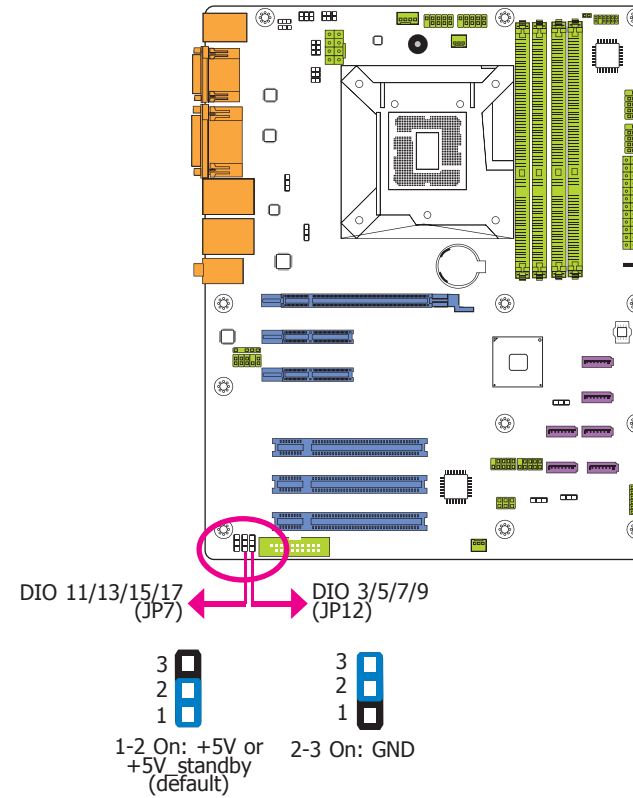 DIO 11/13/15/17
(JP7)
DIO 3/5/7/9
(JP12)
3
2
1
1-2 On: +5V or
+5V_standby
(default)
3
2
1
2-3 On: GND